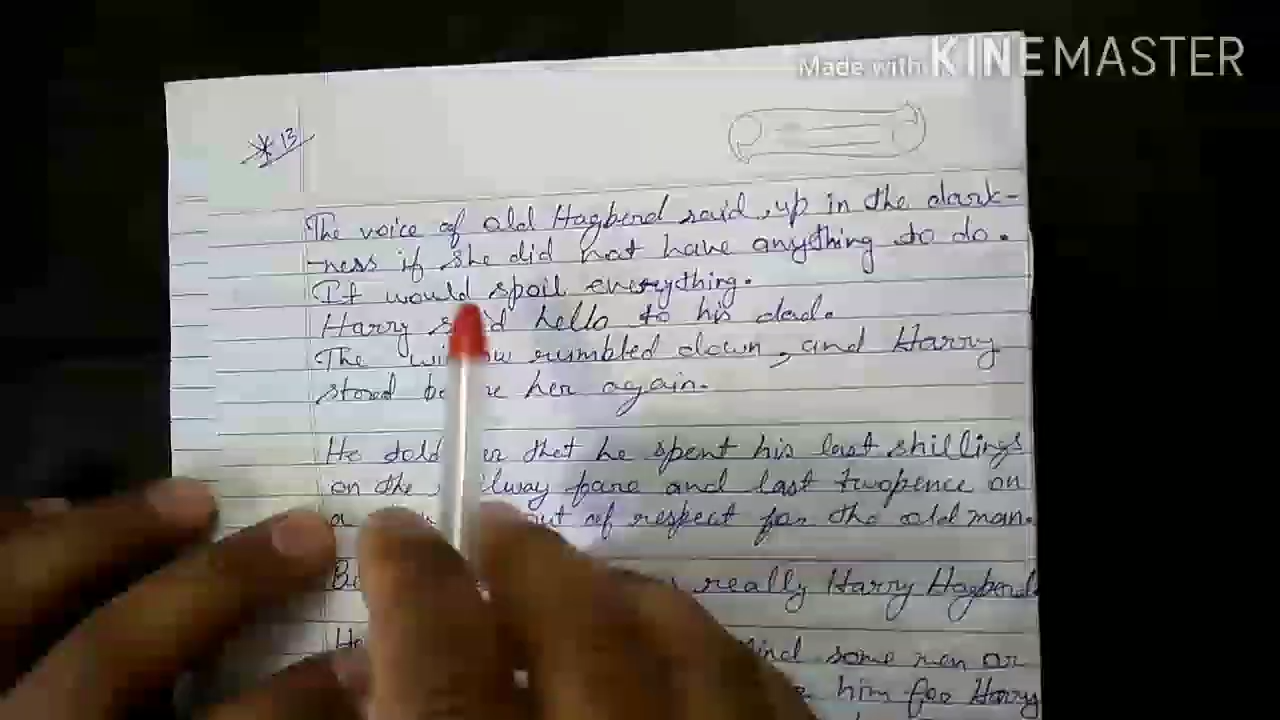 Made with KINEMASTER
* 13
The voice of old Hagberd said, up in the dark-
-ness if she did not have anything to do.
It would spoil everything.
Harry said hello to his dad.
The window rumbled down, and Harry
stored before her again.
He told her that he spent his last shillings
on the railway fare and last twopence on
a out of respect for the old man.
really Harry Hagberd
mind some men or
him for Harry